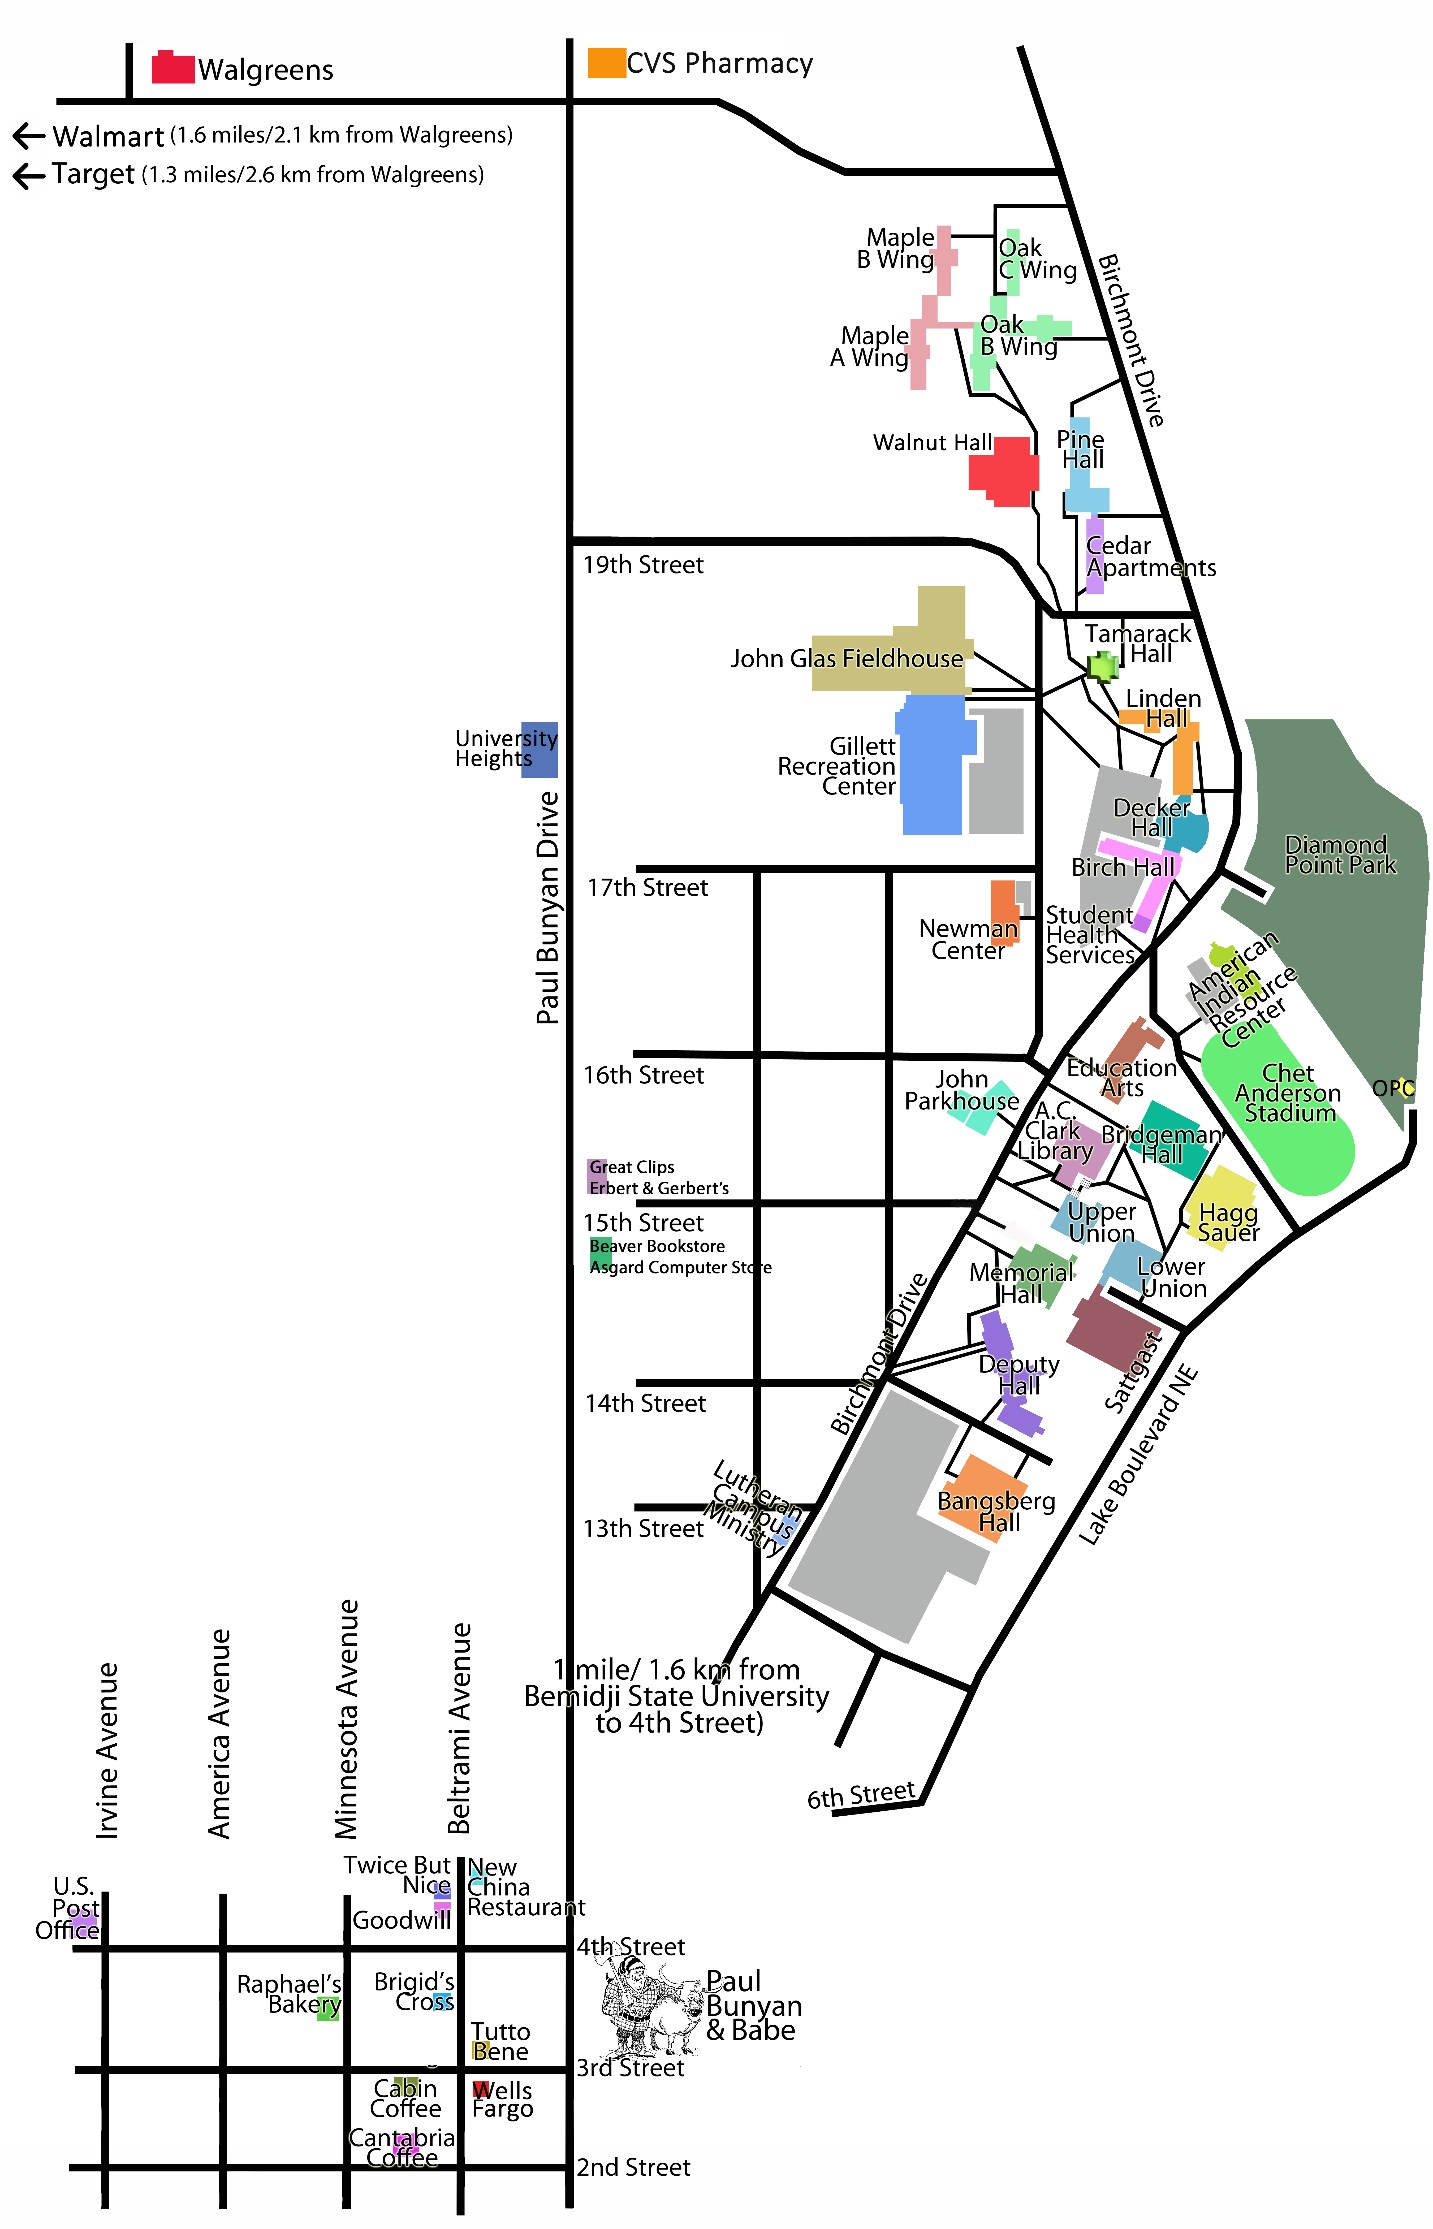 Walgreens
CVS Pharmacy
Walmart (1.6 miles/2.1 km from Walgreens)
Target (1.3 miles/2.6 km from Walgreens)
Maple
B Wing
Oak
C Wing
Birchmont Drive
Maple
A Wing
Oak
B Wing
Walnut Hall
Pine
Hall
19th Street
Cedar
Apartments
Tamarack
Hall
John Glas Fieldhouse
Linden
Hall
University
Heights
Gillett
Recreation
Center
Paul Bunyan Drive
Decker
Hall
Diamond
Point Park
Birch Hall
17th Street
Newman
Center
Student
Health
Services
American
Indian
Resource
Center
16th Street
Education
Arts
John
Parkhouse
Chet
Anderson
Stadium
OPC
A.C.
Clark
Library
Bridgeman
Hall
Great Clips
Erbert & Gerbert's
15th Street
Upper
Union
Hagg
Sauer
Beaver Bookstore
Asgard Computer Store
Memorial
Hall
Lower
Union
Birchmont Drive
Deputy
Hall
Sattgast
14th Street
Lake Boulevard NE
Lutheran
Campus
Ministry
Bangsberg
Hall
13th Street
1 mile/ 1.6 km from
Bemidji State University
to 4th Street)
6th Street
Irvine Avenue
America Avenue
Minnesota Avenue
Beltrami Avenue
Twice But
Nice
New
China
Restaurant
U.S.
Post
Office
Goodwill
4th Street
Raphael's
Bakery
Brigid's
Cross
Paul
Bunyan
& Babe
Tutto
Bene
3rd Street
Cabin
Coffee
Wells
Fargo
Cantabria
Coffee
2nd Street